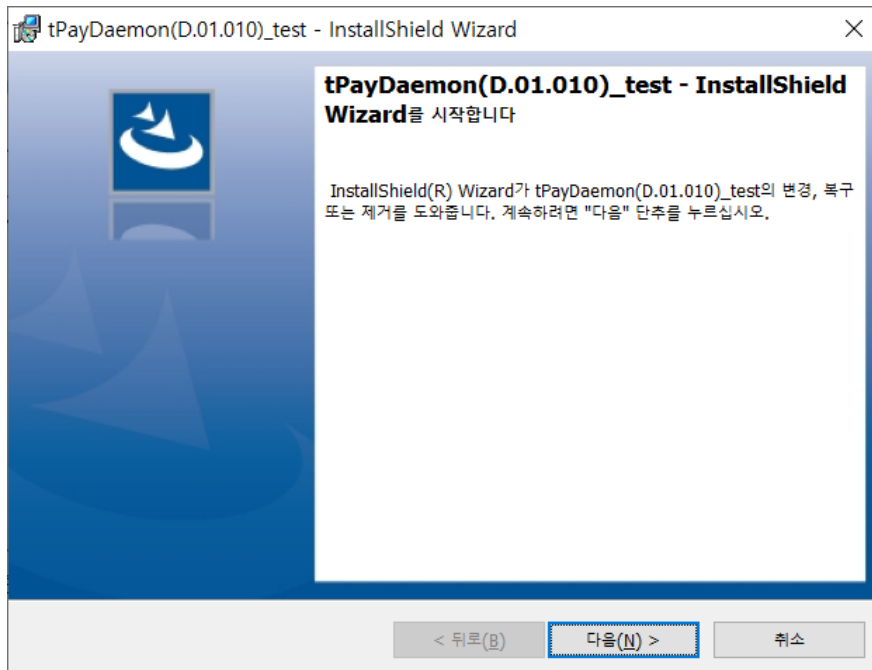 tPayDaemon(D.01.010)_test - InstallShield Wizard
tPayDaemon(D.01.010)_test - InstallShield
Wizard를 시작합니다
InstallShield(R) Wizard가 tPayDaemon(D.01.010)_test의 변경, 복구
또는 제거를 도와줍니다. 계속하려면 "다음" 단추를 누르십시오.
< 뒤로(B) 다음(N) > 취소